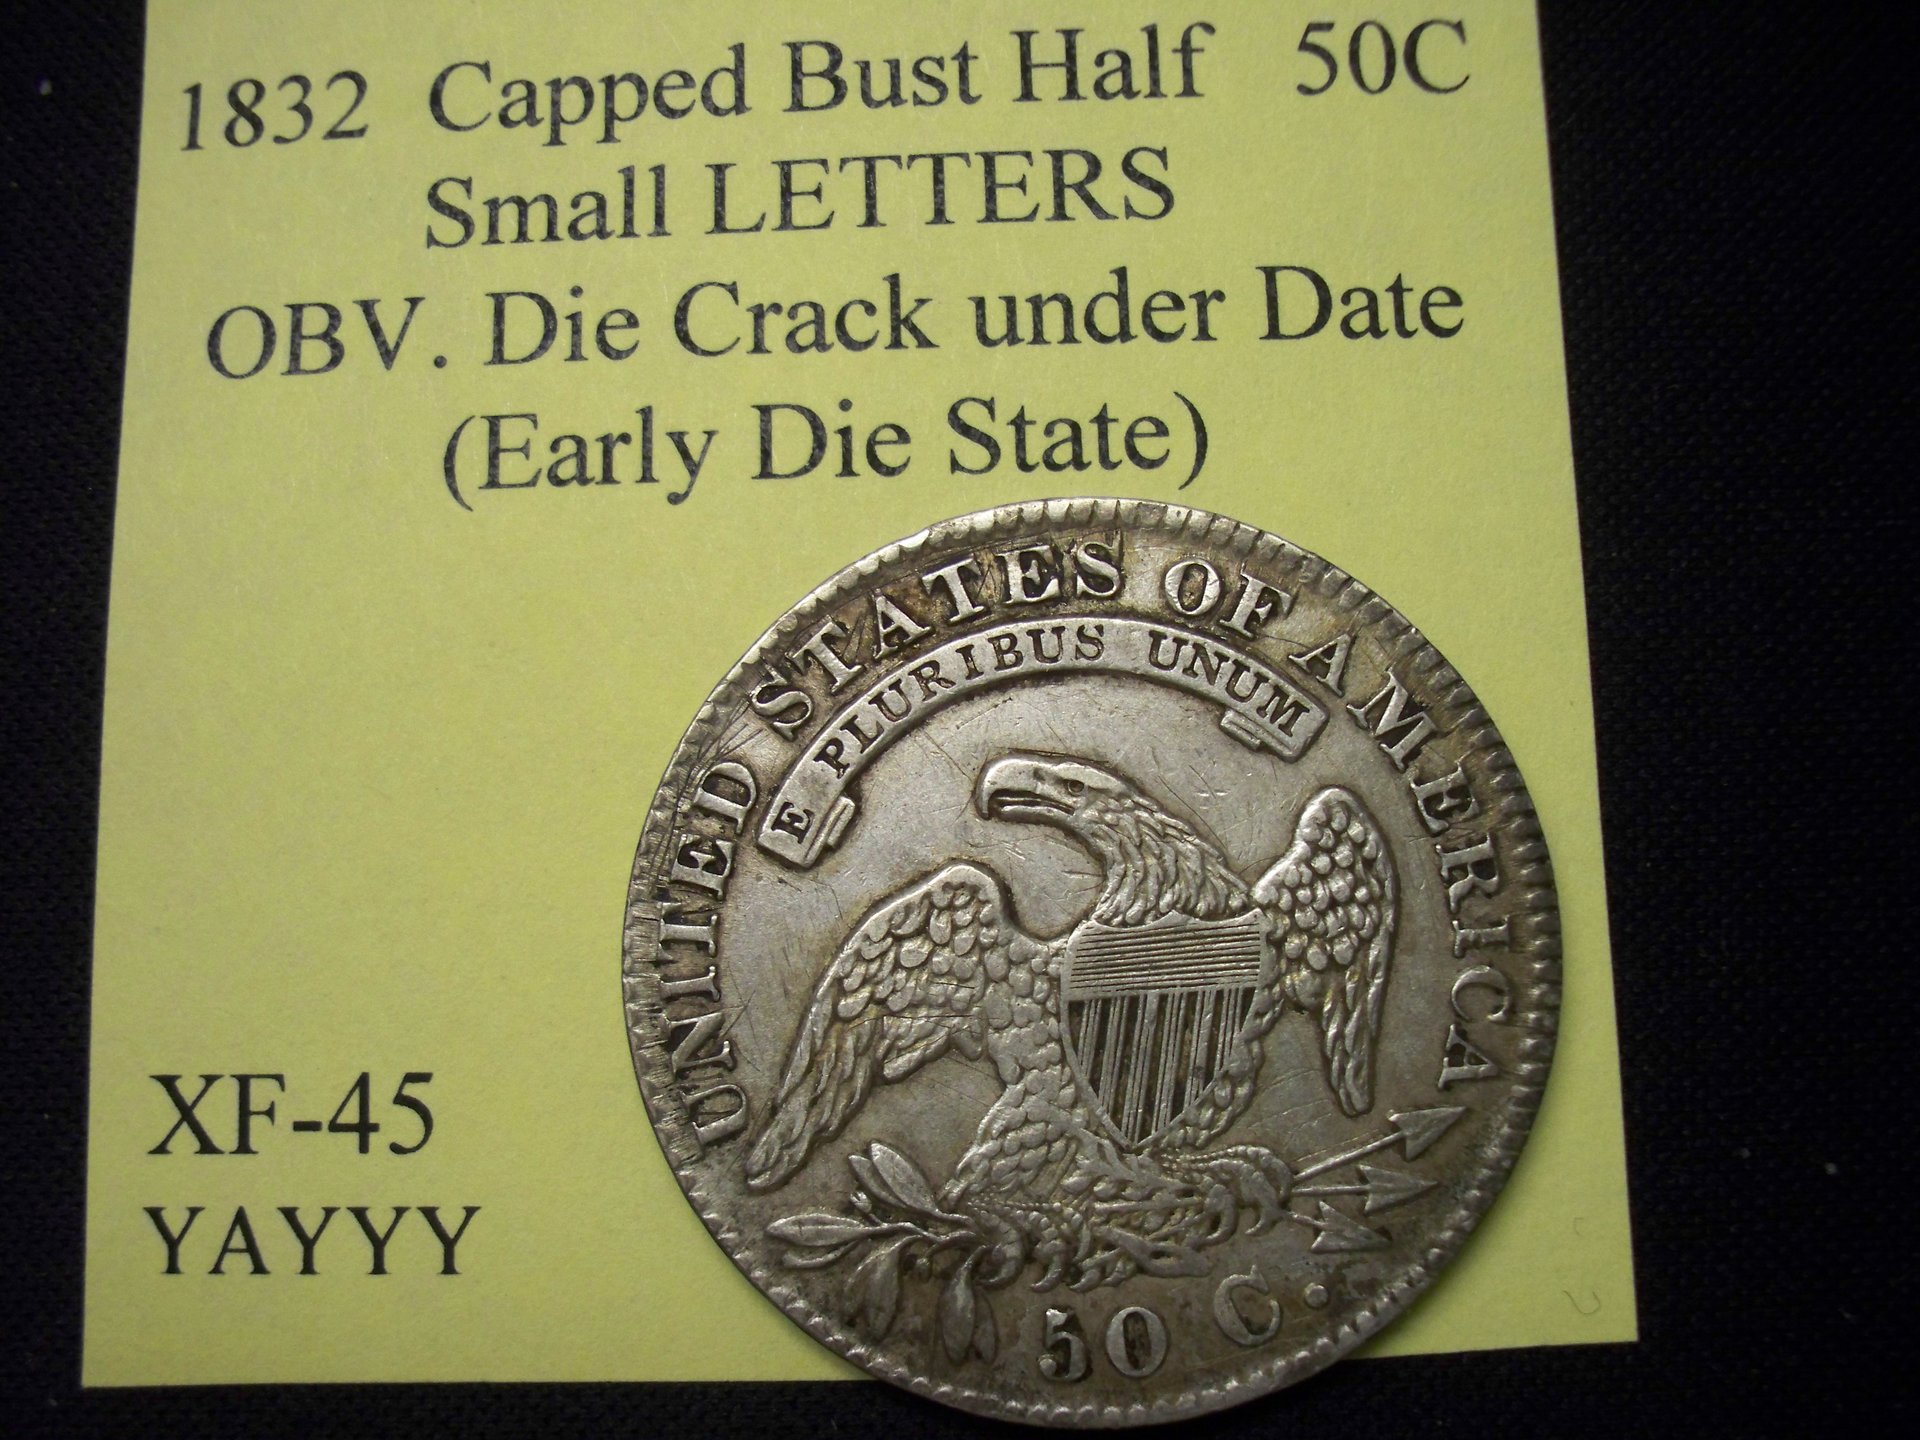 1832 Capped Bust Half 50C
Small LETTERS
OBV. Die Crack under Date
(Early Die State)
UNITED STATES OF AMERICA
E PLURIBUS UNUM
50 C.
XF-45
YAYYY